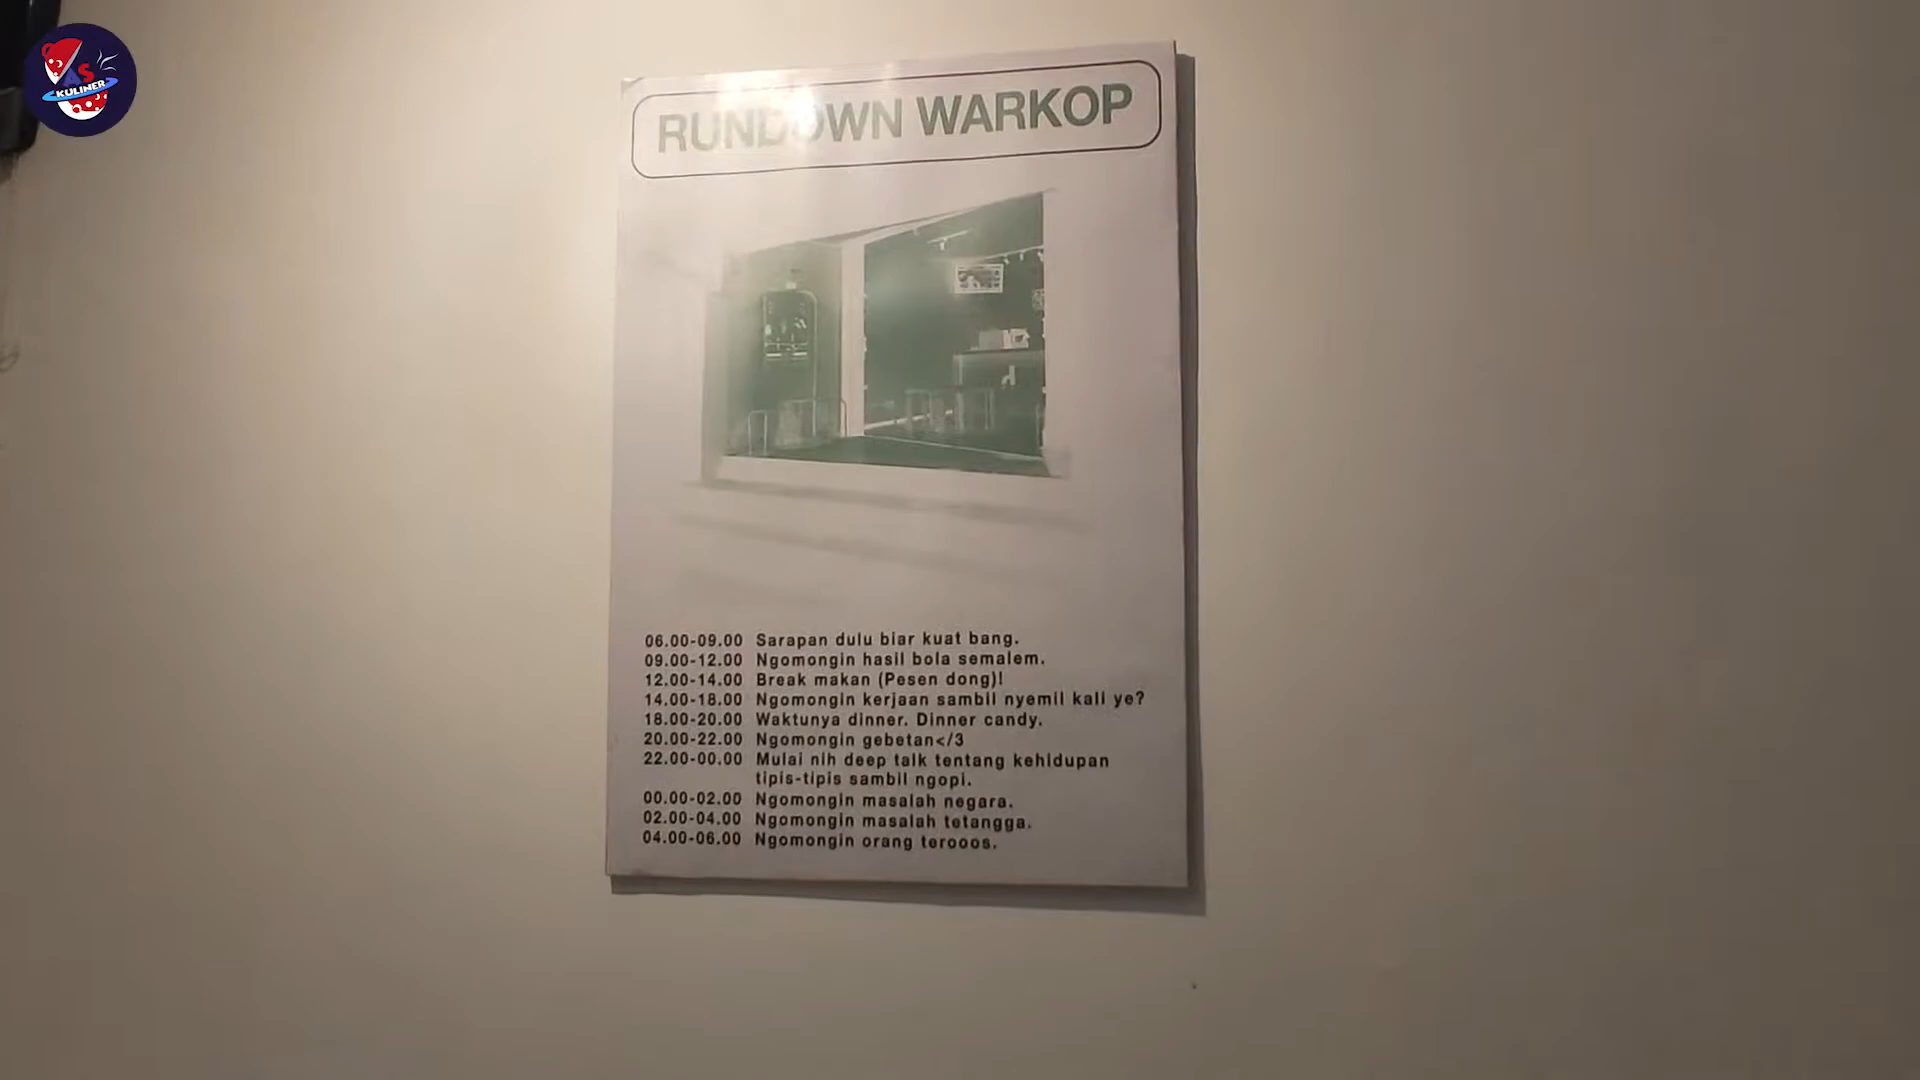 AS
KULINER
RUNDOWN WARKOP
06.00-09.00 Sarapan dulu biar kuat bang.
09.00-12.00 Ngomongin hasil bola semalem.
12.00-14.00 Break makan (Pesen dong)!
14.00-18.00 Ngomongin kerjaan sambil nyemil kali ye?
18.00-20.00 Waktunya dinner. Dinner candy.
20.00-22.00 Ngomongin gebetan</3
22.00-00.00 Mulai nih deep talk tentang kehidupan
tipis-tipis sambil ngopi.
00.00-02.00 Ngomongin masalah negara.
02.00-04.00 Ngomongin masalah tetangga.
04.00-06.00 Ngomongin orang terooos.